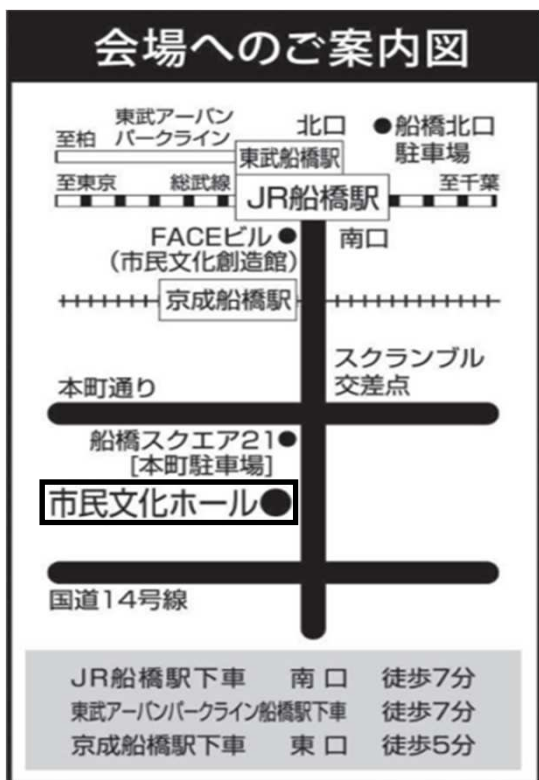 会場へのご案内図
東武アーバン
パークライン
至柏
北口
●船橋北口
駐車場
東武船橋駅
至東京
総武線
JR船橋駅
至千葉
FACEビル●
(市民文化創造館)
南口
京成船橋駅
スクランブル
交差点
本町通り
船橋スクエア21●
[本町駐車場]
市民文化ホール●
国道14号線
JR船橋駅下車 南口 徒歩7分
東武アーバンパークライン船橋駅下車 徒歩7分
京成船橋駅下車 東口 徒歩5分